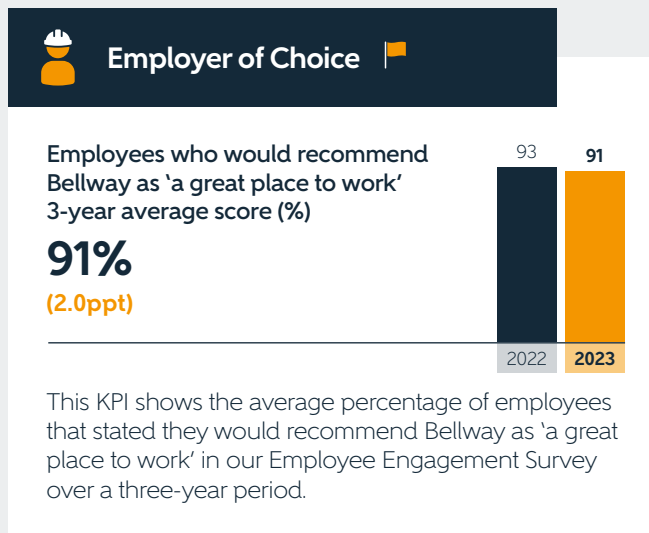 Employer of Choice
Employees who would recommend
Bellway as ‘a great place to work’
3-year average score (%)
91%
(2.0ppt)
93
91
2022
2023
This KPI shows the average percentage of employees
that stated they would recommend Bellway as ‘a great
place to work’ in our Employee Engagement Survey
over a three-year period.